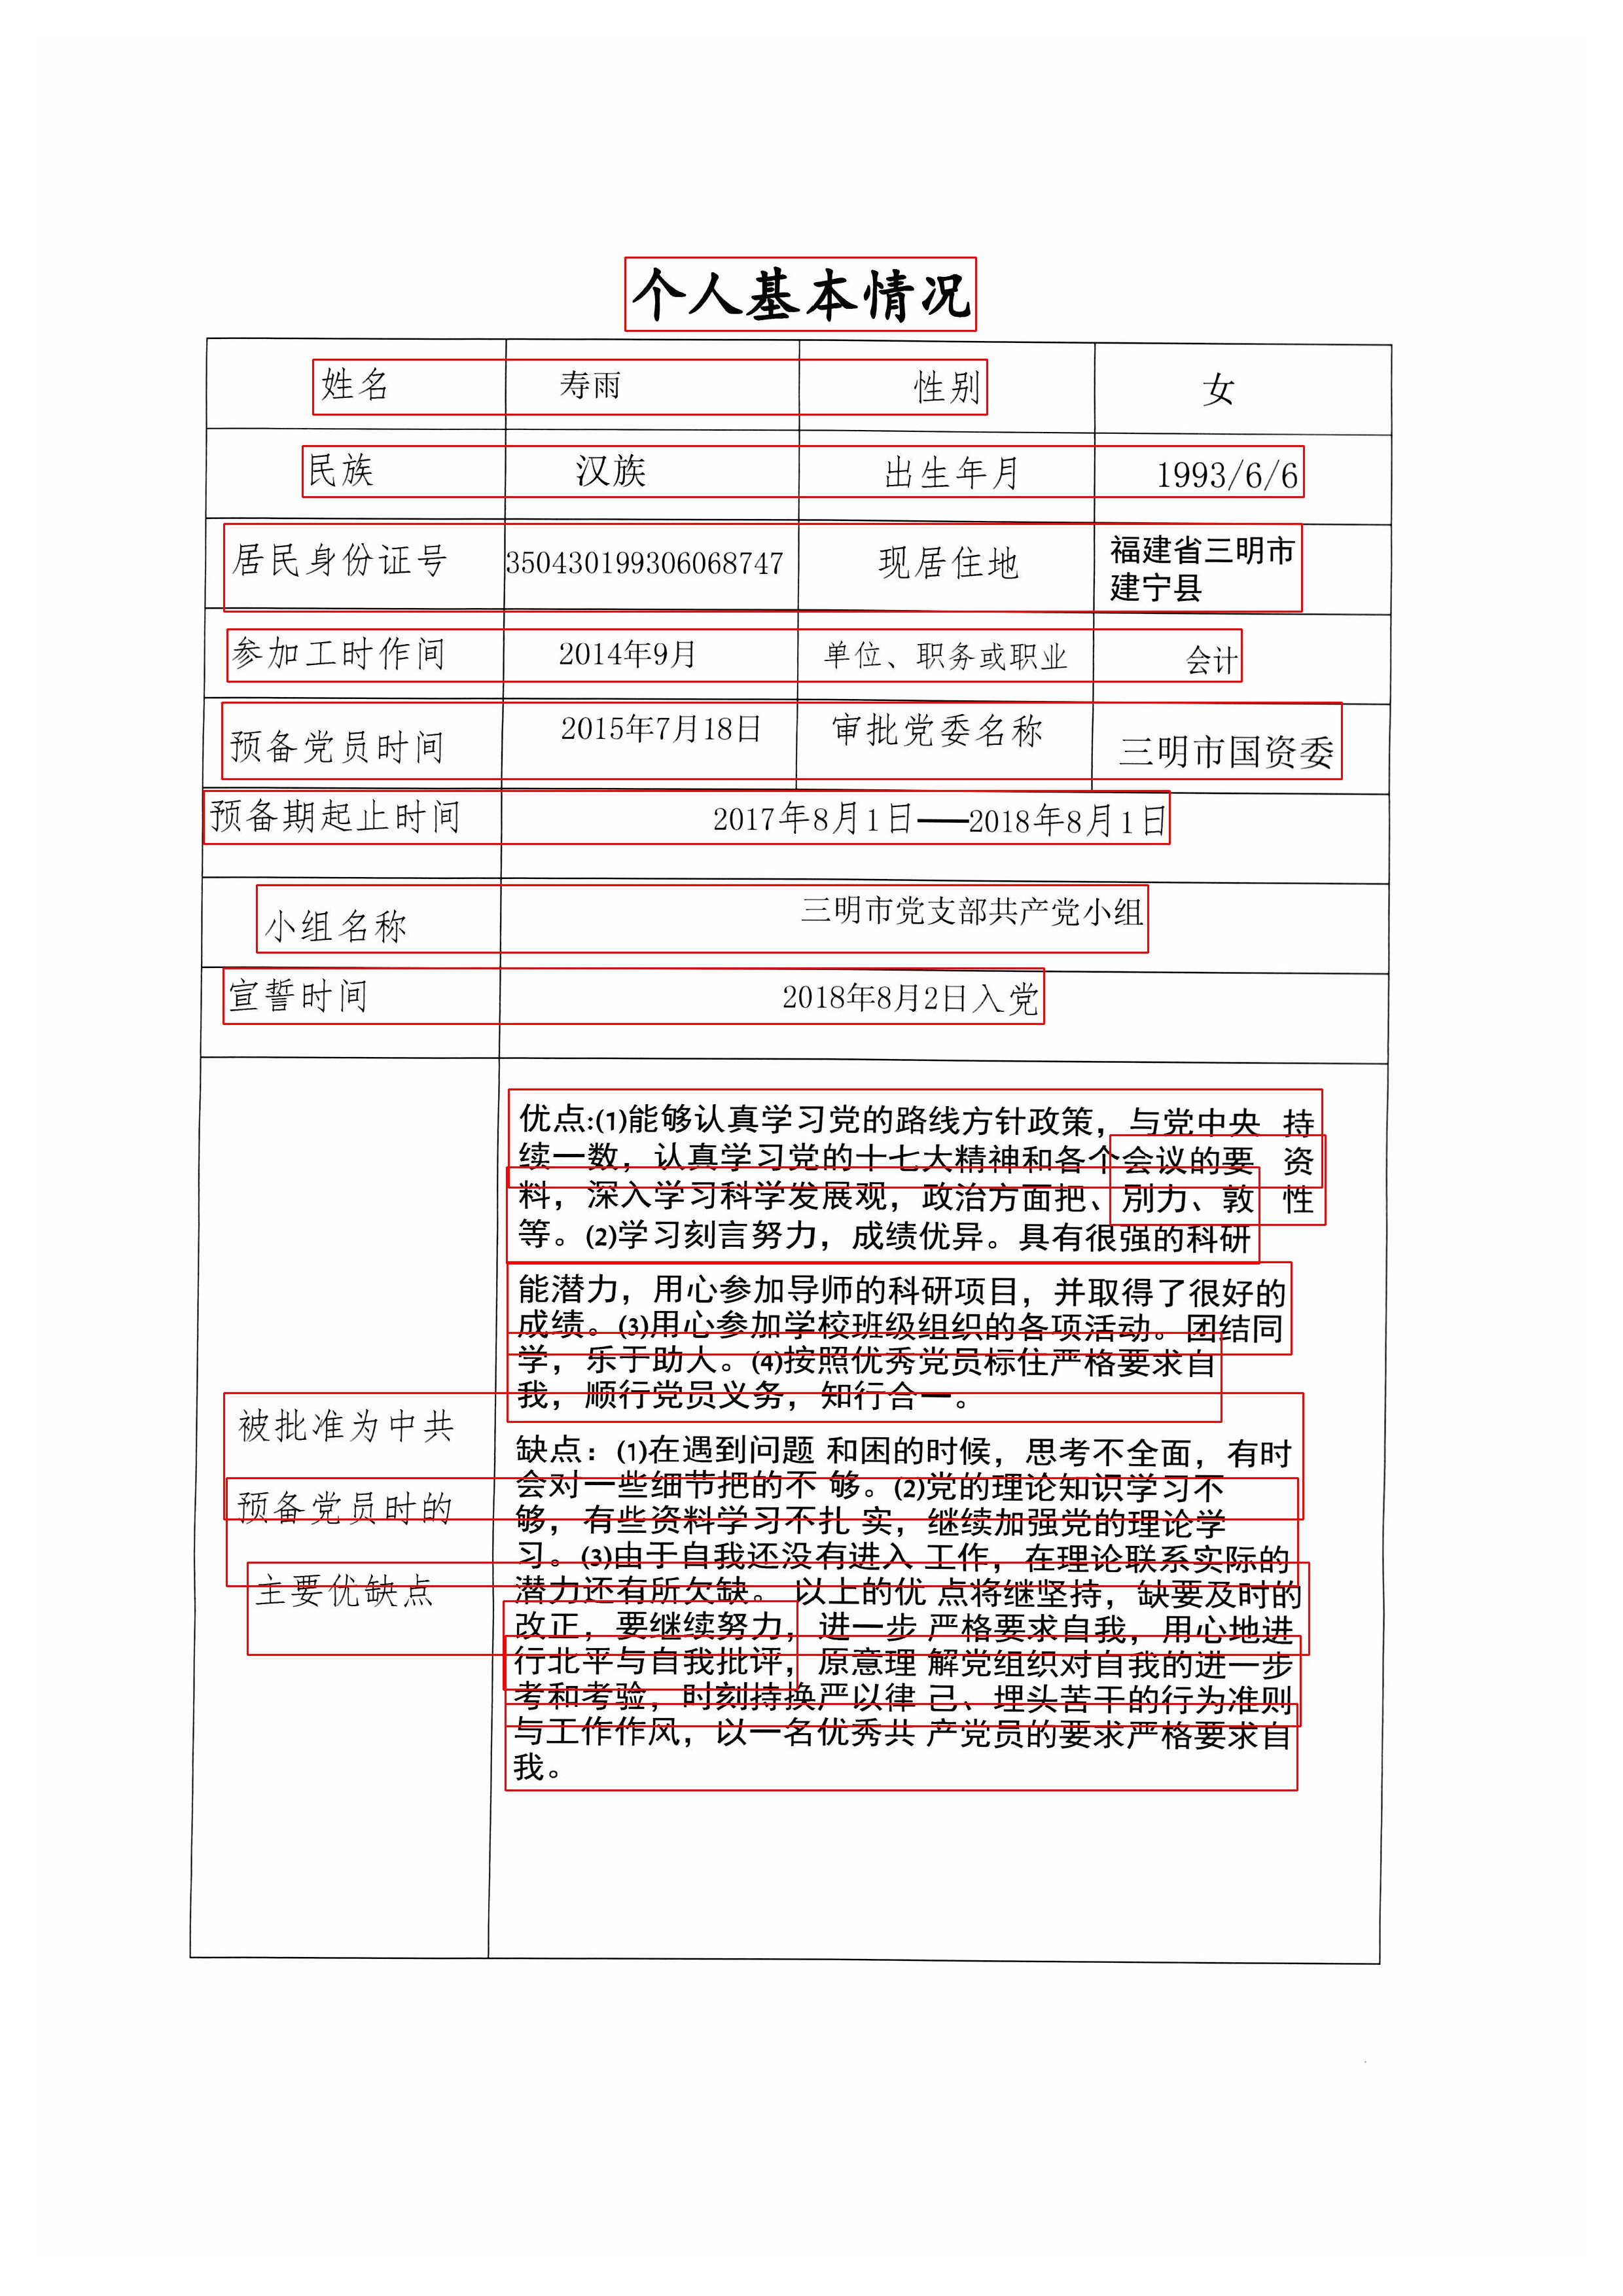 个人基本情况
姓名 寿雨 性别 女
民族 汉族 出生年月 1993/6/6
居民身份证号 350430199306068747 现居住地 福建省三明市
建宁县
参加工时作间 2014年9月 单位、职务或职业 会计
预备党员时间 2015年7月18日 审批党委名称 三明市国资委
预备期起止时间 2017年8月1日——2018年8月1日
小组名称 三明市党支部共产党小组
宣誓时间 2018年8月2日入党
被批准为中共
预备党员时的
主要优缺点
优点:(1)能够认真学习党的路线方针政策，与党中央 持
续一数，认真学习党的十七大精神和各个会议的要 资
料，深入学习科学发展观，政治方面把、别力、敦 性
等。(2)学习刻言努力，成绩优异。具有很强的科研
能潜力，用心参加导师的科研项目，并取得了很好的
成绩。(3)用心参加学校班级组织的各项活动。团结同
学，乐于助人。(4)按照优秀党员标住严格要求自
我，顺行党员义务，知行合一。
缺点：(1)在遇到问题 和困的时候，思考不全面，有时
会对一些细节把的不 够。(2)党的理论知识学习不
够，有些资料学习不扎 实，继续加强党的理论学
习。(3)由于自我还没有进入 工作，在理论联系实际的
潜力还有所欠缺。 以上的优 点将继坚持，缺要及时的
改正，要继续努力，进一步 严格要求自我，用心地进
行北平与自我批评，原意理 解党组织对自我的进一步
考和考验，时刻持换严以律 己、埋头苦干的行为准则
与工作作风，以一名优秀共 产党员的要求严格要求自
我。